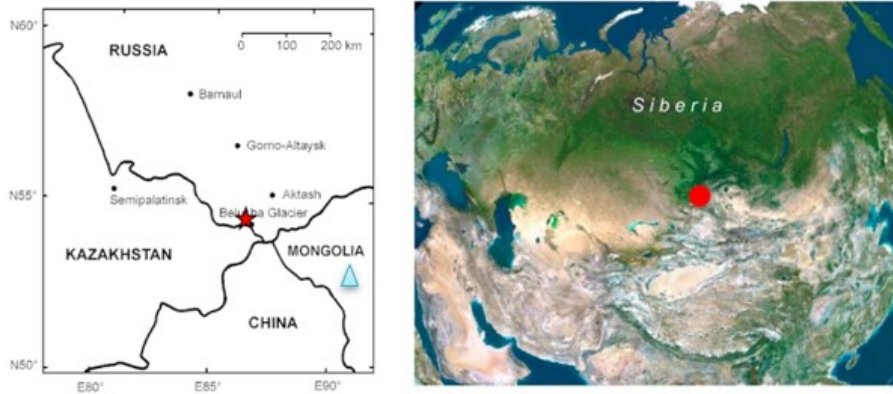 N60°
RUSSIA
0 100 200 km
Barnaul
Gorno-Altaysk
N55°
Aktash
Semipalatinsk
Belukha Glacier
KAZAKHSTAN
MONGOLIA
CHINA
N50°
E80° E85° E90°
Siberia